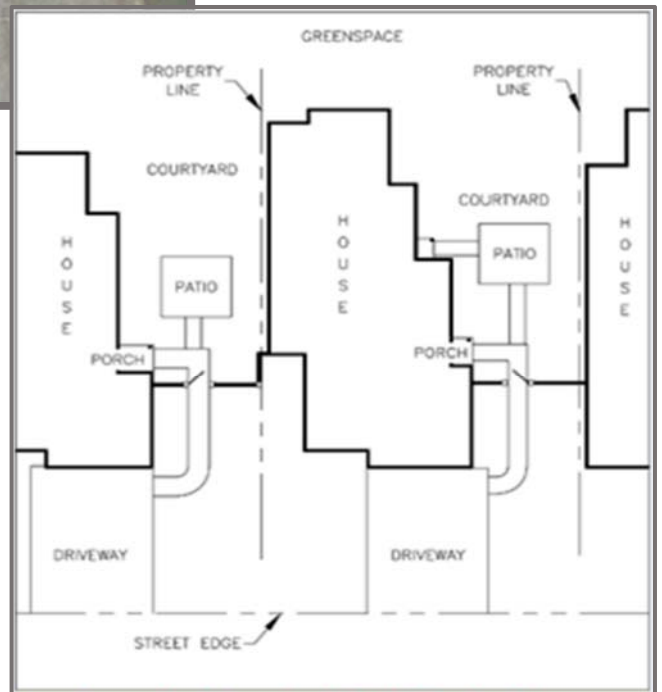 GREENSPACE
PROPERTY
LINE
PROPERTY
LINE
COURTYARD
COURTYARD
HOUSE
HOUSE
HOUSE
PATIO
PATIO
PORCH
PORCH
DRIVEWAY
DRIVEWAY
STREET EDGE